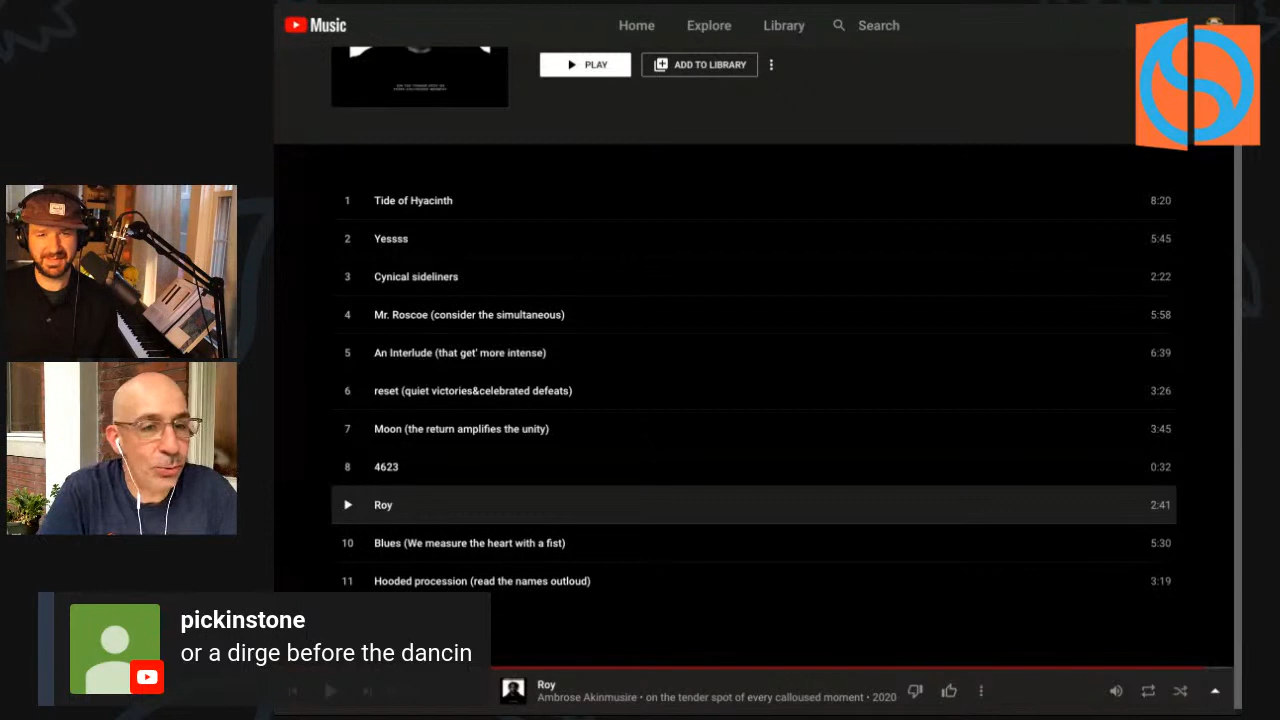 Music
Home
Explore
Library
Search
PLAY
ADD TO LIBRARY
1 Tide of Hyacinth 8:20
2 Yessss 5:45
3 Cynical sideliners 2:22
4 Mr. Roscoe (consider the simultaneous) 5:58
5 An Interlude (that get' more intense) 6:39
6 reset (quiet victories&celebrated defeats) 3:26
7 Moon (the return amplifies the unity) 3:45
8 4623 0:32
Roy 2:41
10 Blues (We measure the heart with a fist) 5:30
11 Hooded procession (read the names outloud) 3:19
pickinstone
or a dirge before the dancin
Roy
Ambrose Akinmusire • on the tender spot of every calloused moment • 2020